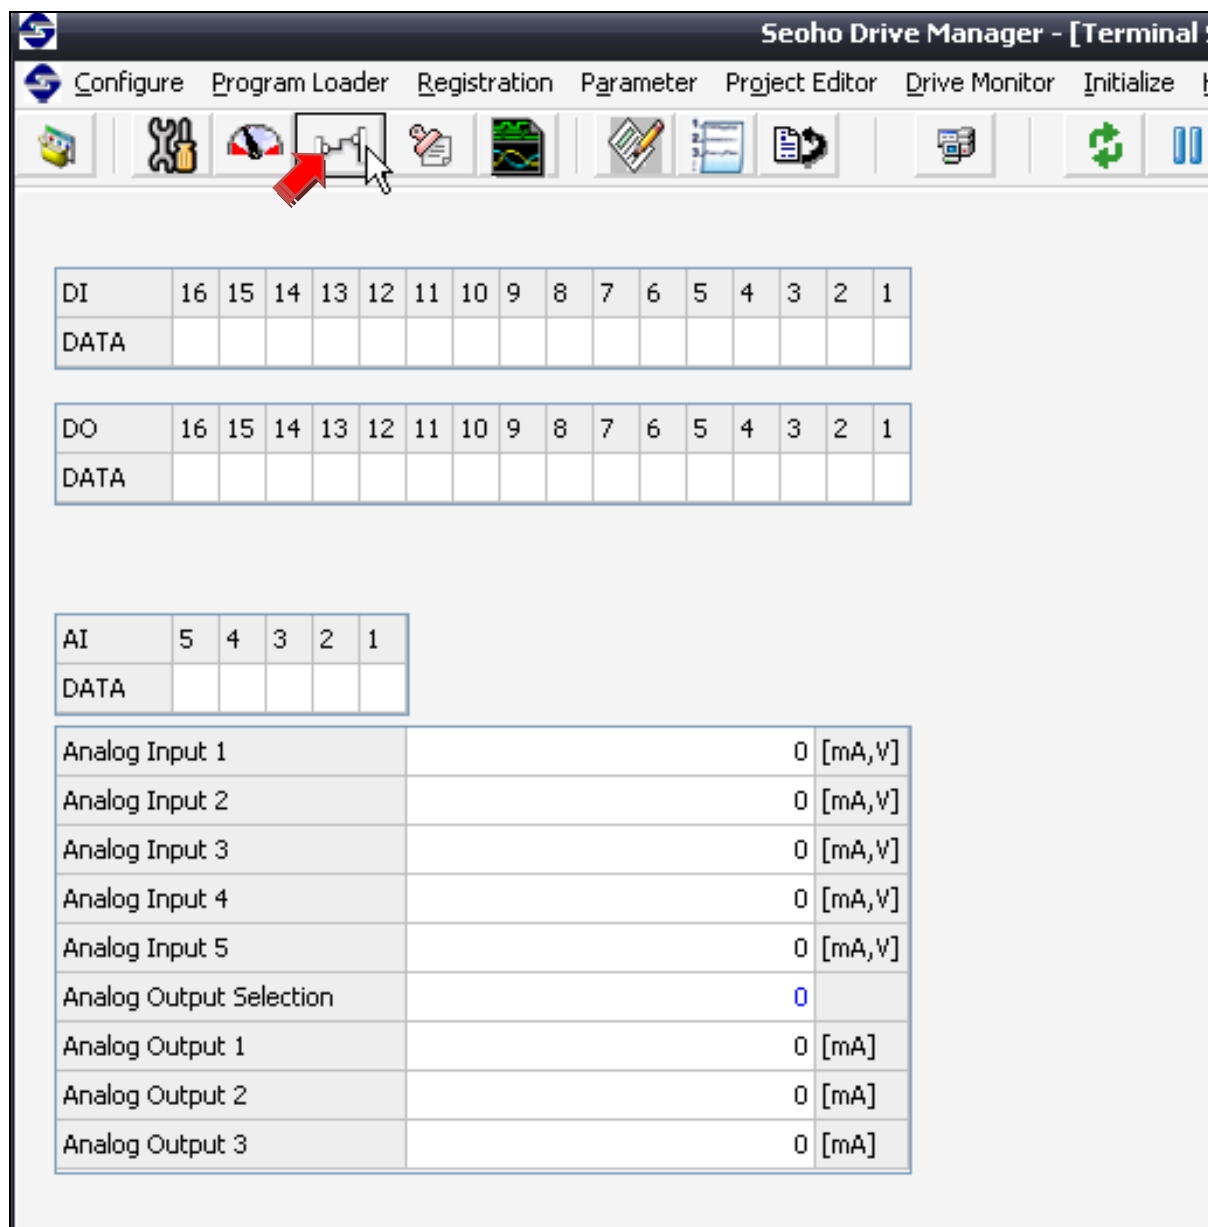 Seoho Drive Manager - [Terminal
Configure Program Loader Registration Parameter Project Editor Drive Monitor Initialize
DI 16 15 14 13 12 11 10 9 8 7 6 5 4 3 2 1
DATA
DO 16 15 14 13 12 11 10 9 8 7 6 5 4 3 2 1
DATA
AI 5 4 3 2 1
DATA
Analog Input 1 0 [mA,V]
Analog Input 2 0 [mA,V]
Analog Input 3 0 [mA,V]
Analog Input 4 0 [mA,V]
Analog Input 5 0 [mA,V]
Analog Output Selection 0
Analog Output 1 0 [mA]
Analog Output 2 0 [mA]
Analog Output 3 0 [mA]